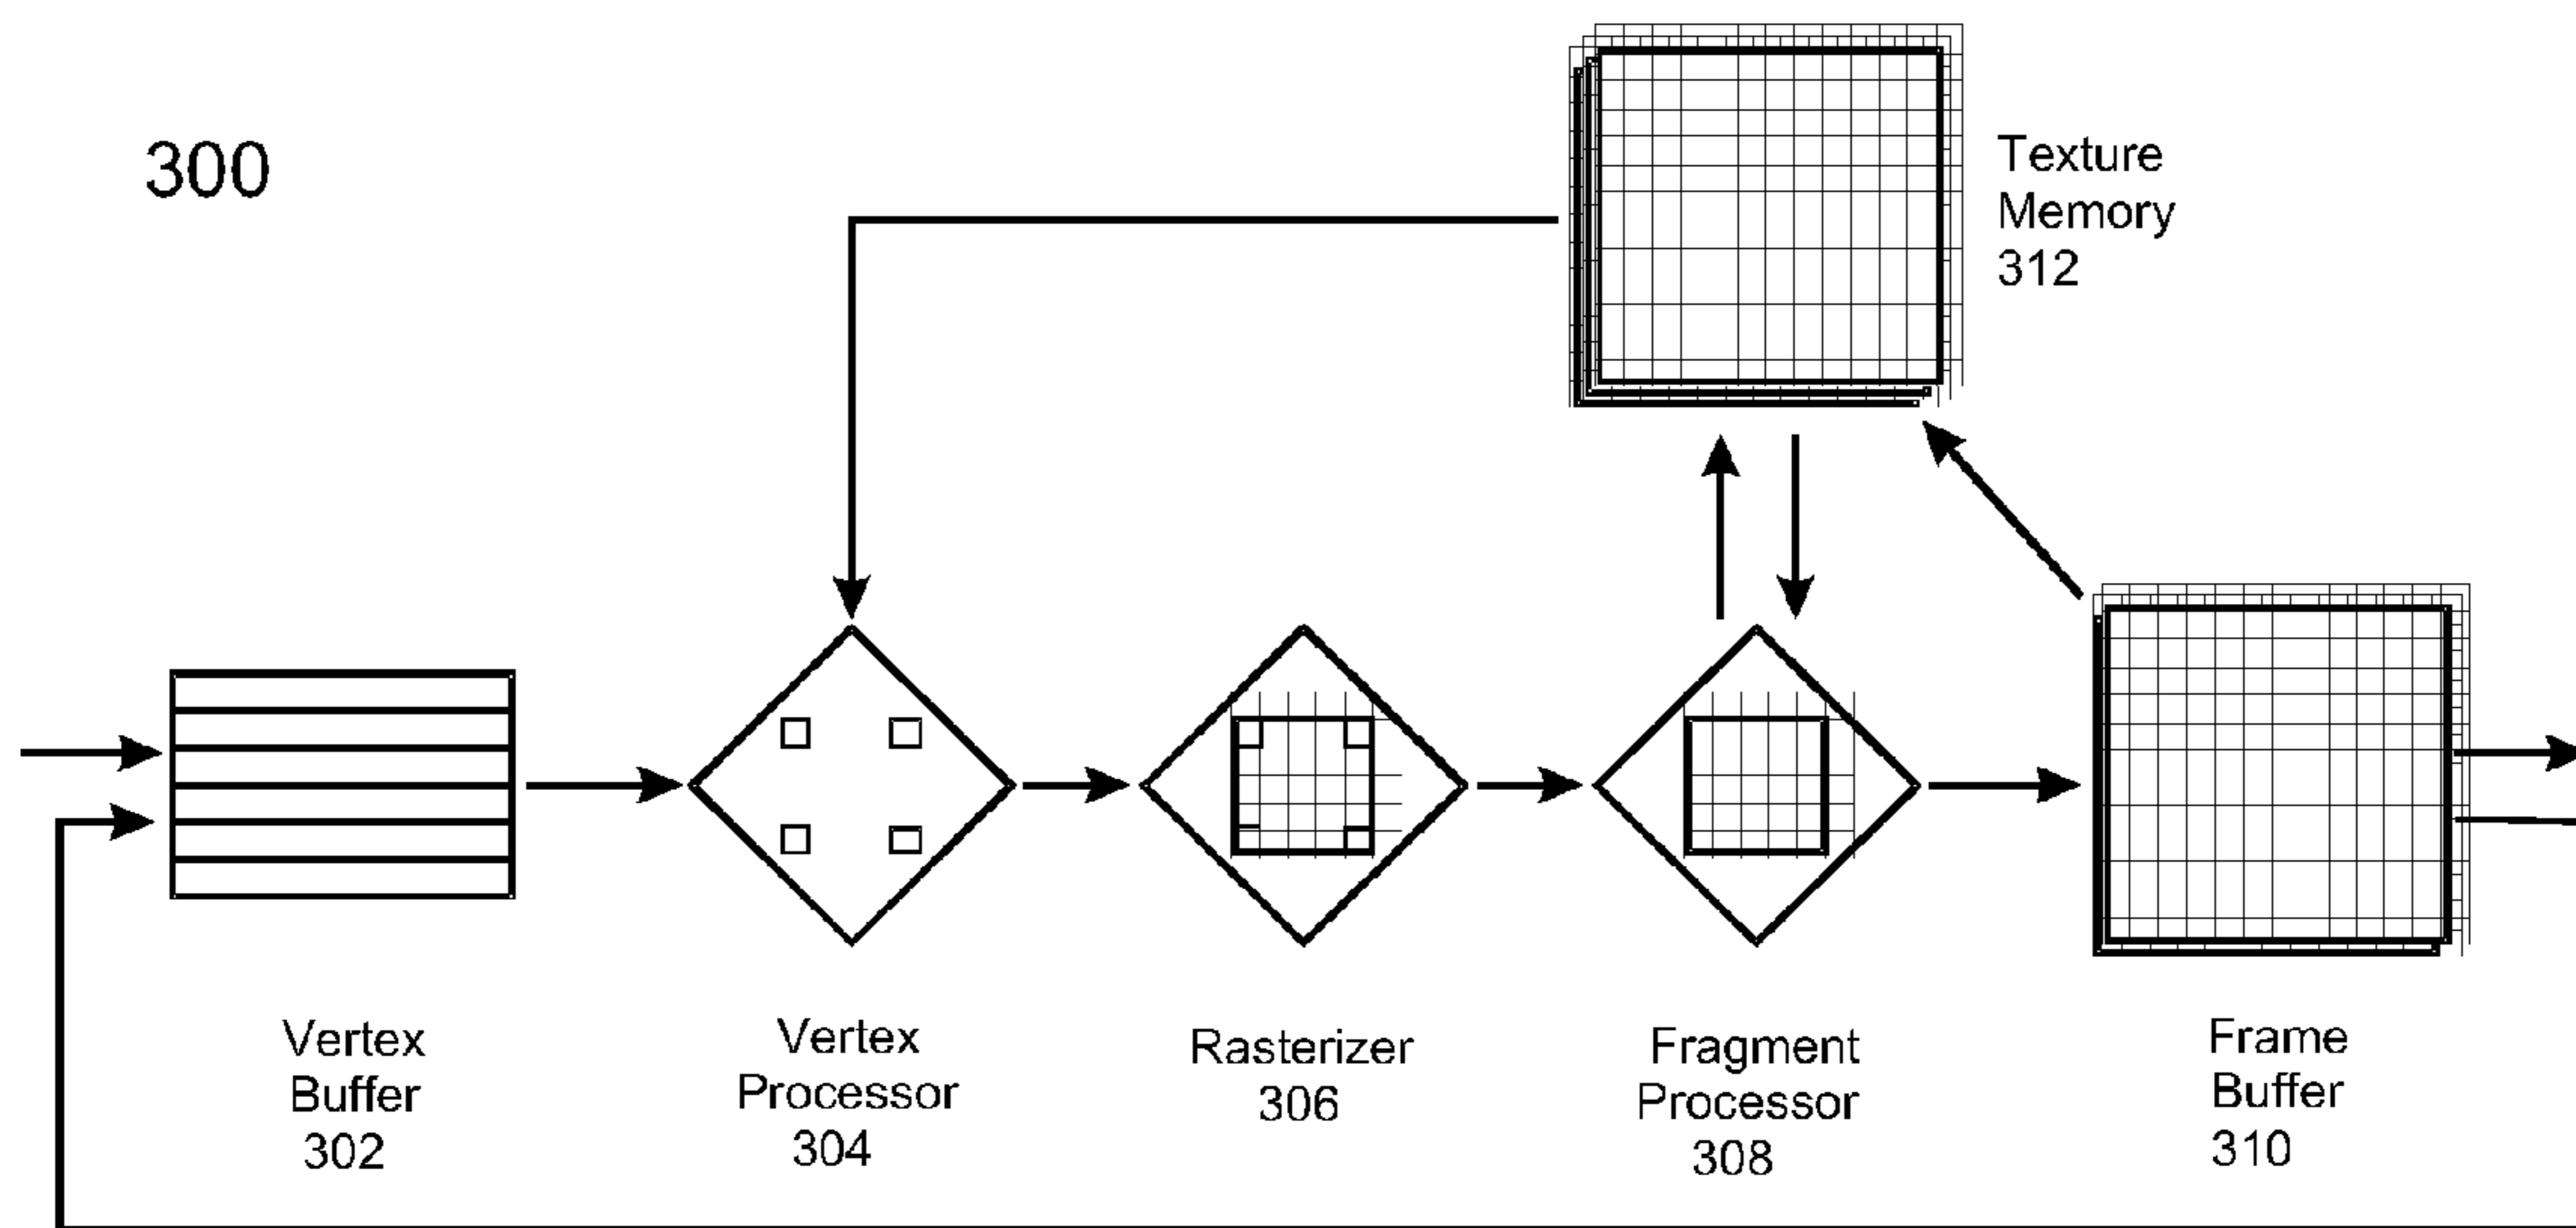 300
Texture
Memory
312
Vertex
Buffer
302
Vertex
Processor
304
Rasterizer
306
Fragment
Processor
308
Frame
Buffer
310